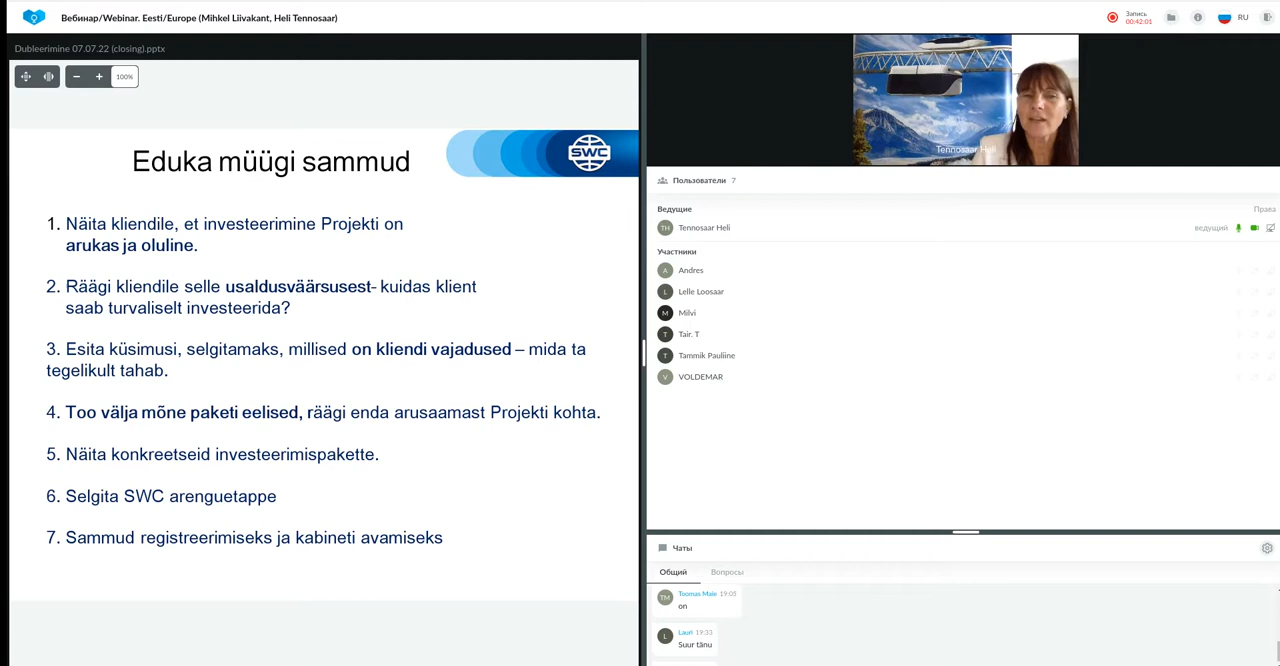 Вебинар/Webinar. Eesti/Europe (Mihkel Liivakant, Heli Tennosaar)
Запись
00:42:01
RU
Dubleerimine 07.07.22 (closing).pptx
100%
Eduka müügi sammud
SWC
1. Näita kliendile, et investeerimine Projekti on
arukas ja oluline.
2. Räägi kliendile selle usaldusväärsusest- kuidas klient
saab turvaliselt investeerida?
3. Esita küsimusi, selgitamaks, millised on kliendi vajadused – mida ta
tegelikult tahab.
4. Too välja mõne paketi eelised, räägi enda arusaamast Projekti kohta.
5. Näita konkreetseid investeerimispakette.
6. Selgita SWC arenguetappe
7. Sammud registreerimiseks ja kabineti avamiseks
Tennosaar Heli
Пользователи 7
Ведущие
Права
TH Tennosaar Heli
ведущий
Участники
A Andres
L Lelle Loosaar
M Milvi
T Tair. T
T Tammik Pauliine
V VOLDEMAR
Чаты
Общий
Вопросы
TM Toomas Maie 19:05
on
L Lauri 19:33
Suur tänu